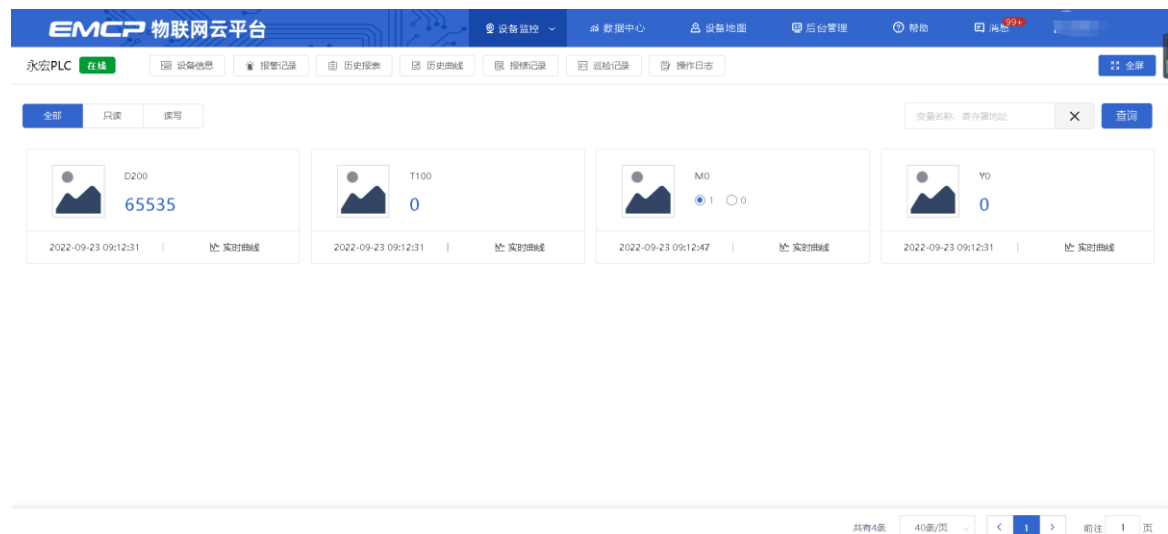 EMCP 物联网云平台 设备监控 数据中心 设备地图 后台管理 帮助 消息 99+
永宏PLC 在线 设备信息 报警记录 历史报表 历史曲线 报修记录 巡检记录 操作日志 全屏
全部 只读 读写 变量名称、寄存器地址 查询
D200
65535
2022-09-23 09:12:31 | 实时曲线
T100
0
2022-09-23 09:12:31 | 实时曲线
M0
1 0
2022-09-23 09:12:47 | 实时曲线
Y0
0
2022-09-23 09:12:31 | 实时曲线
共有4条 40条/页 1 前往 1 页